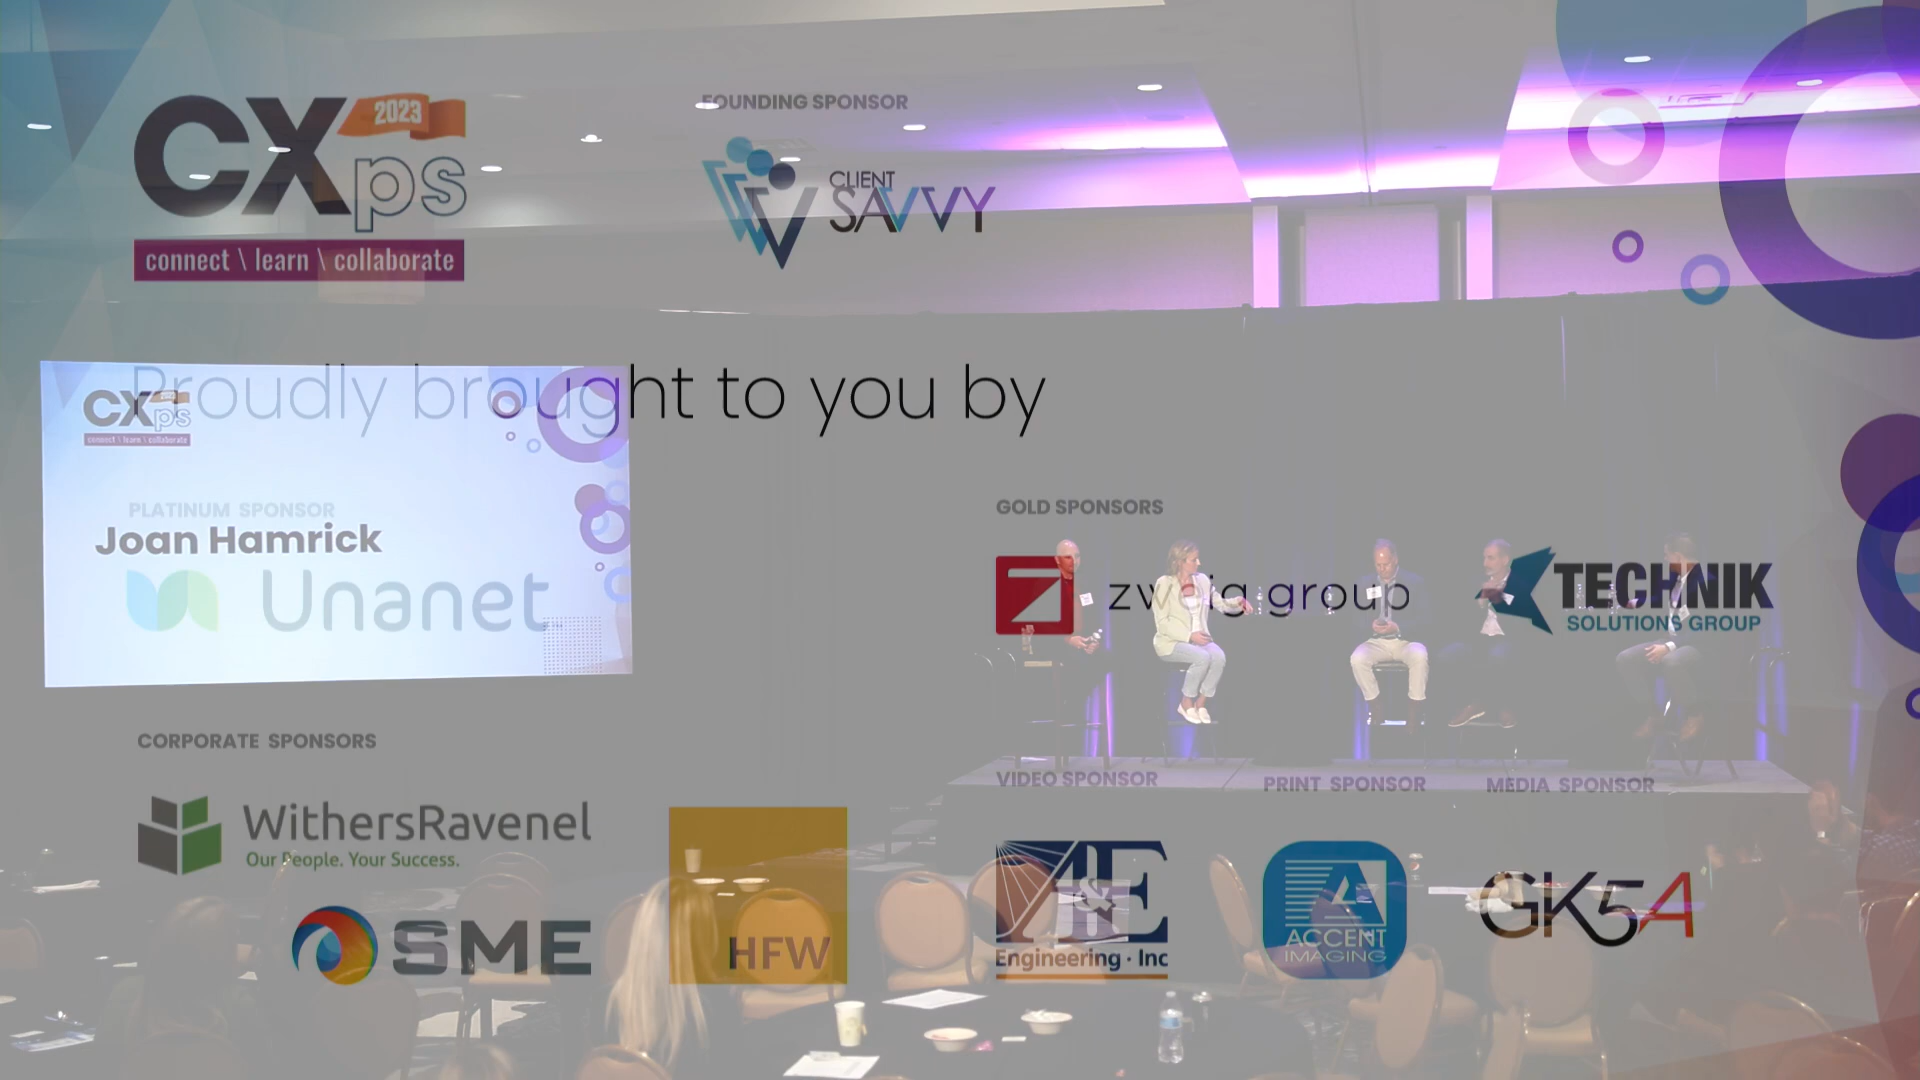 CXps
2023
connect \ learn \ collaborate
FOUNDING SPONSOR
CLIENT
SAVVY
Proudly brought to you by
CXps
connect \ learn \ collaborate
PLATINUM SPONSOR
Joan Hamrick
Unanet
GOLD SPONSORS
zweig group
TECHNIK
SOLUTIONS GROUP
CORPORATE SPONSORS
WithersRavenel
Our People. Your Success.
SME
HFW
VIDEO SPONSOR
A&E
Engineering · Inc
PRINT SPONSOR
A
ACCENT
IMAGING
MEDIA SPONSOR
GK5A